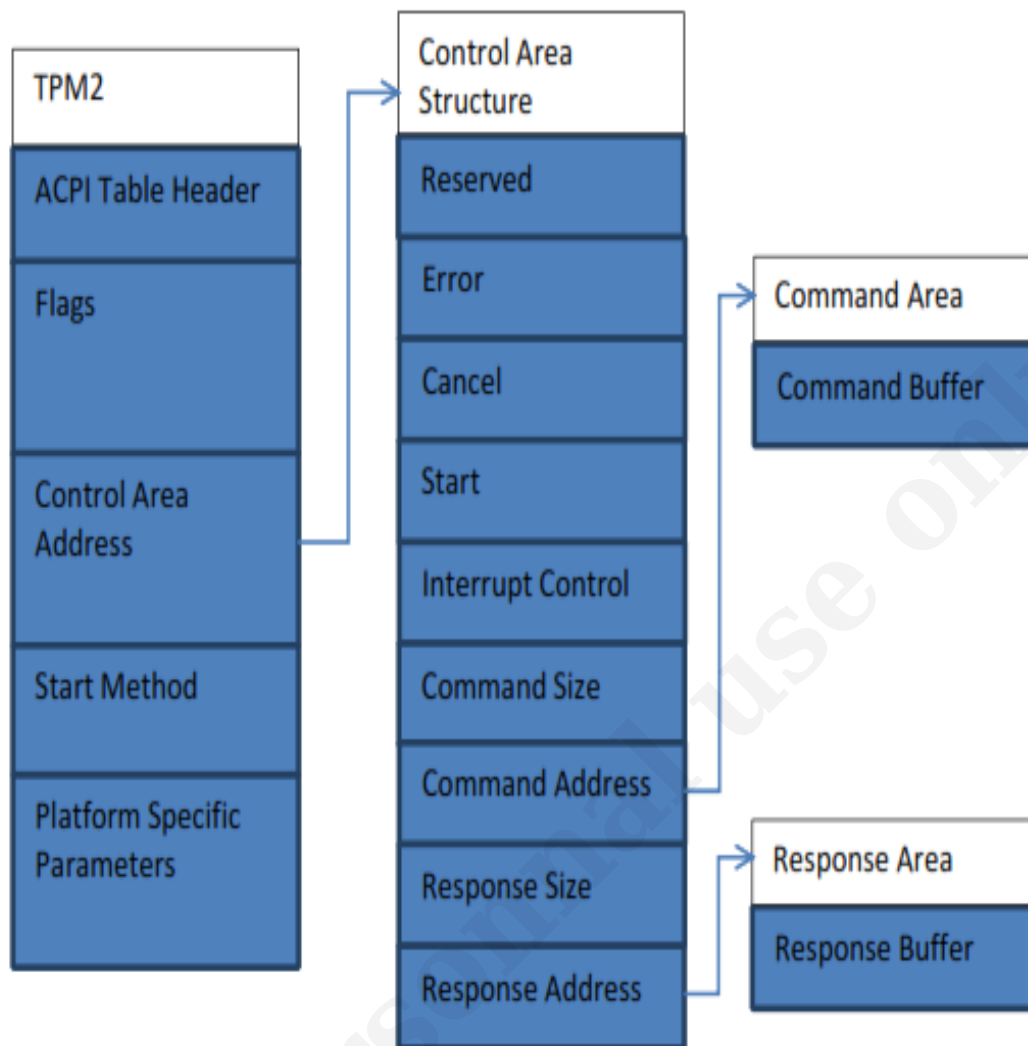 TPM2
ACPI Table Header
Flags
Control Area
Address
Start Method
Platform Specific
Parameters
Control Area
Structure
Reserved
Error
Cancel
Start
Interrupt Control
Command Size
Command Address
Response Size
Response Address
Command Area
Command Buffer
Response Area
Response Buffer
use only